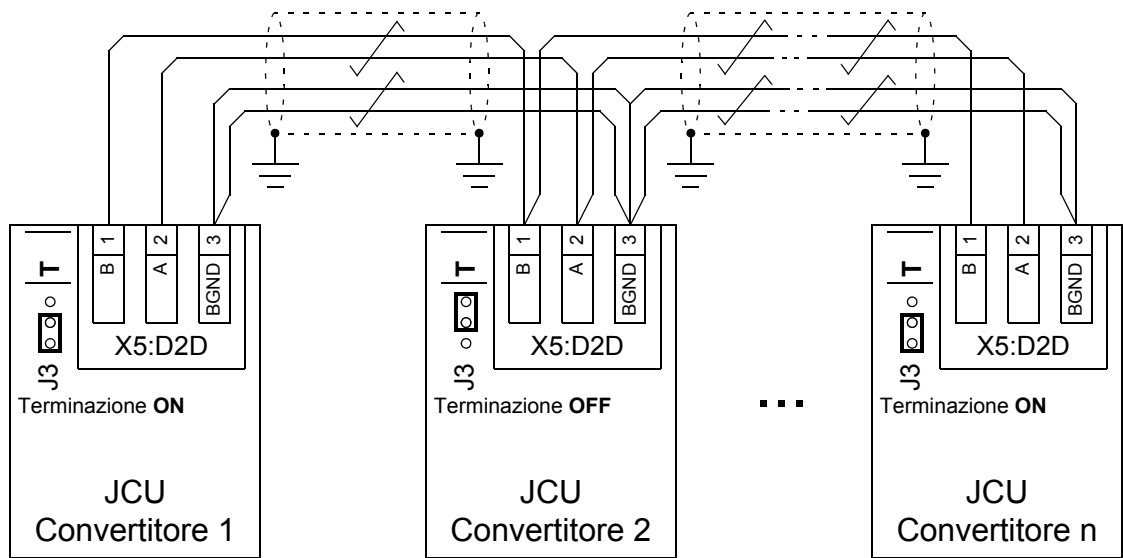 1 2 3
B A BGND
T
X5:D2D
J3
Terminazione ON
JCU
Convertitore 1
1 2 3
B A BGND
T
X5:D2D
J3
Terminazione OFF
JCU
Convertitore 2
...
1 2 3
B A BGND
T
X5:D2D
J3
Terminazione ON
JCU
Convertitore n